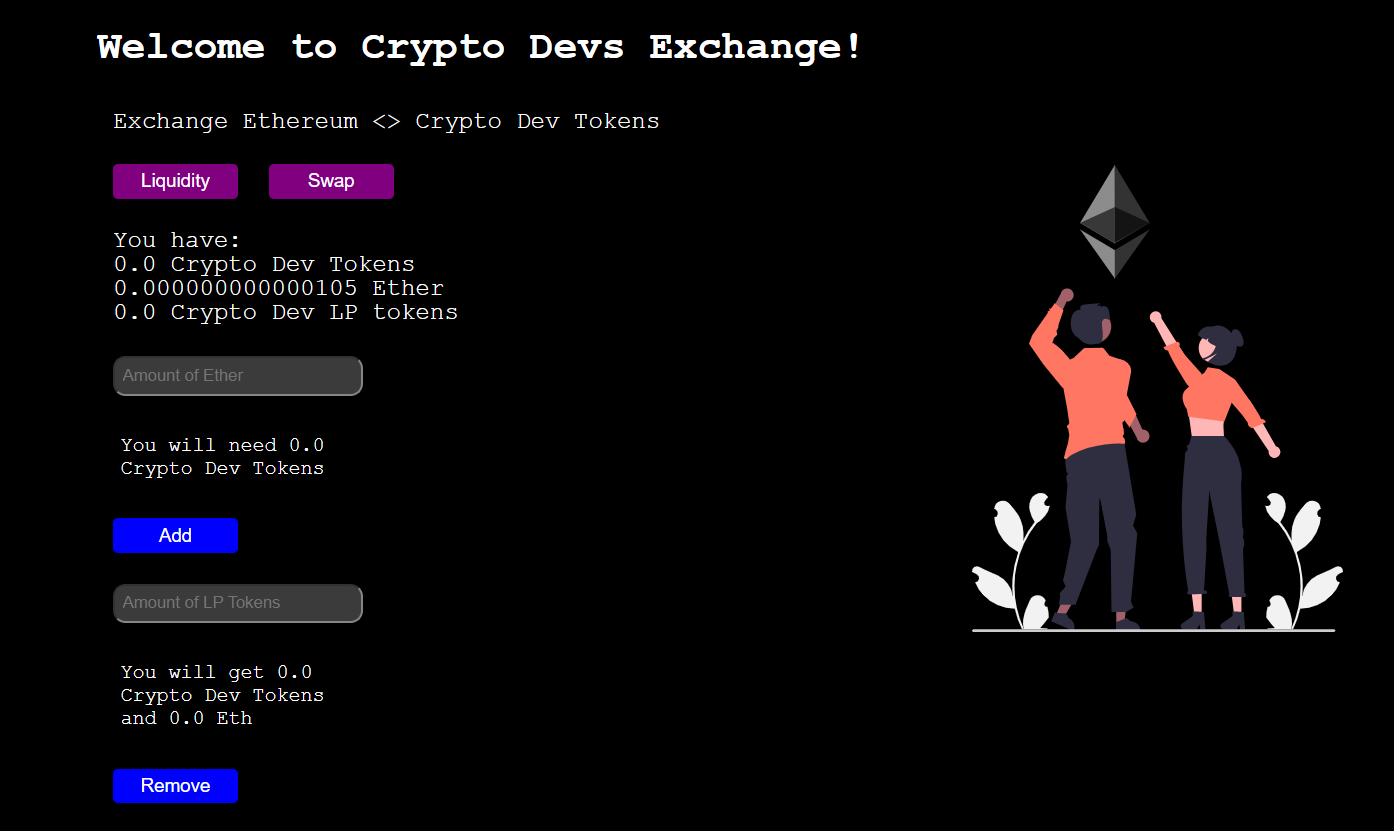 Welcome to Crypto Devs Exchange!
Exchange Ethereum <> Crypto Dev Tokens
Liquidity
Swap
You have:
0.0 Crypto Dev Tokens
0.000000000000105 Ether
0.0 Crypto Dev LP tokens
Amount of Ether
You will need 0.0
Crypto Dev Tokens
Add
Amount of LP Tokens
You will get 0.0
Crypto Dev Tokens
and 0.0 Eth
Remove